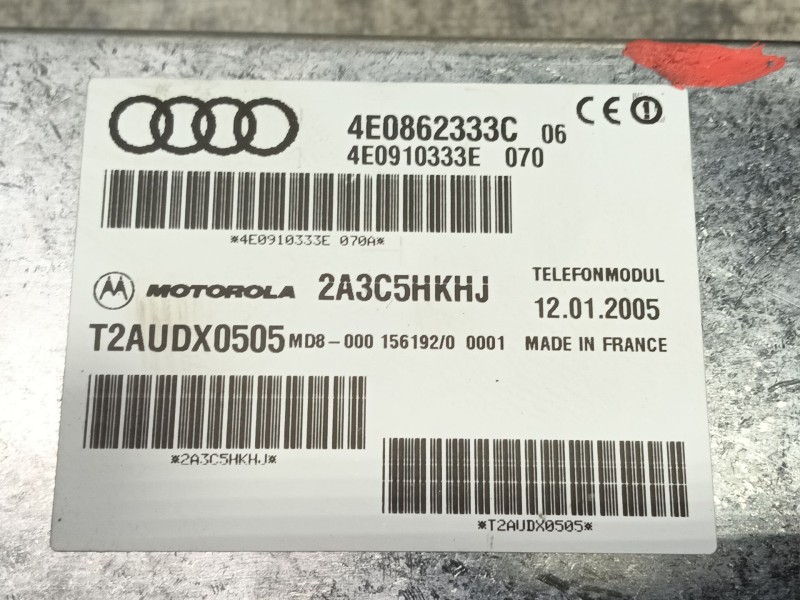 4E0862333C 06
4E0910333E 070
CE
*4E0910333E 070A*
MOTOROLA 2A3C5HKHJ
TELEFONMODUL
12.01.2005
T2AUDX0505 MD8-000 156192/0 0001 MADE IN FRANCE
*2A3C5HKHJ*
*T2AUDX0505*